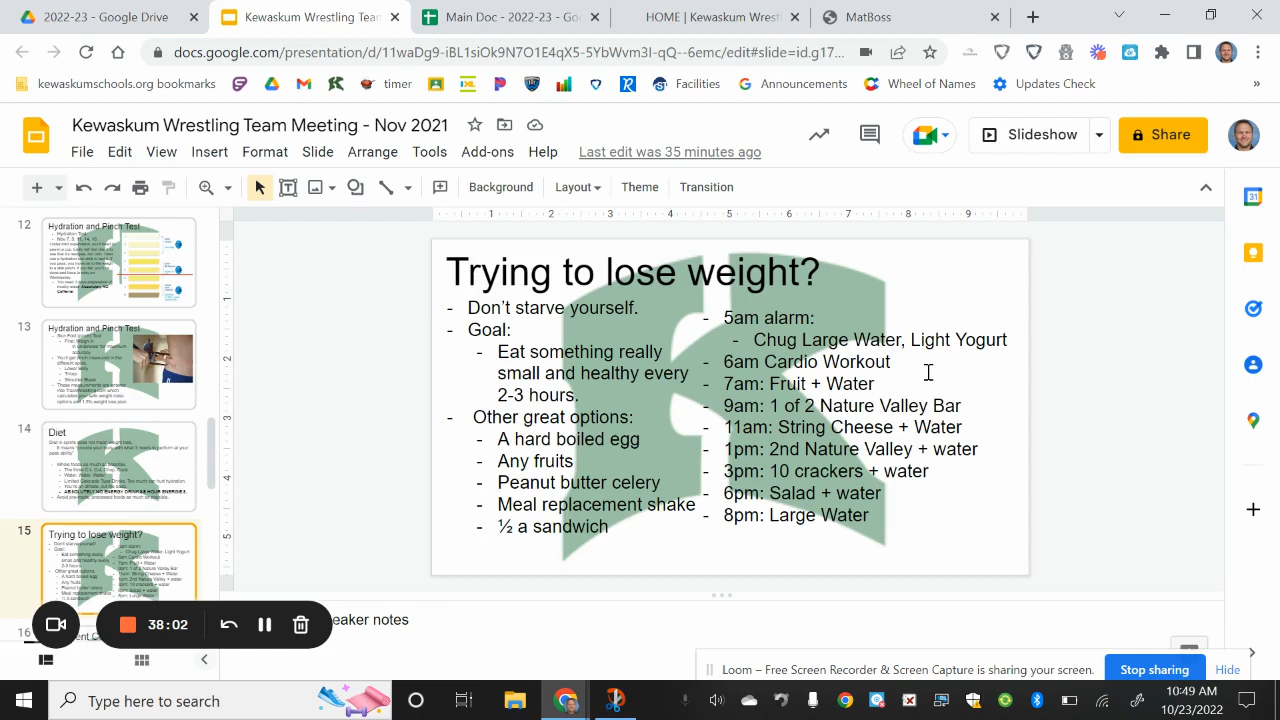 2022-23 - Google Drive
Kewaskum Wrestling Tean
Main Doc - 2022-23 - Goo
HOME | Kewaskum Wrestl
MatBoss
docs.google.com/presentation/d/11waDg9-iBL1siOk9N7O1E4qX5-5YbWvm3I-qQ--6emc/edit#slide=id.g17...
kewaskumschools.org bookmarks
timer
Facilities
Announcements
Wheel of Names
Updates Check
Kewaskum Wrestling Team Meeting - Nov 2021
Slideshow
Share
File Edit View Insert Format Slide Arrange Tools Add-ons Help Last edit was 35 minutes ago
Background Layout Theme Transition
12
Hydration and Pinch Test
13
Hydration and Pinch Test
14
Diet
15
Trying to lose weight?
16
Trying to lose weight?
- Don't starve yourself.
- Goal:
- Eat something really
small and healthy every
2-3 hours.
- Other great options:
- A hard boiled egg
- Any fruits
- Peanut butter celery
- Meal replacement shake
- ½ a sandwich
- 5am alarm:
- Chug Large Water, Light Yogurt
- 6am Cardio Workout
- 7am: Fruit + Water
- 9am: 1 of 2 Nature Valley Bar
- 11am: String Cheese + Water
- 1pm: 2nd Nature Valley + water
- 3pm: 10 crackers + water
- 6pm: Salad + water
- 8pm: Large Water
38:02
eaker notes
Loom – Free Screen Recorder & Screen Capture is sharing your screen.
Stop sharing
Hide
Type here to search
10:49 AM
10/23/2022